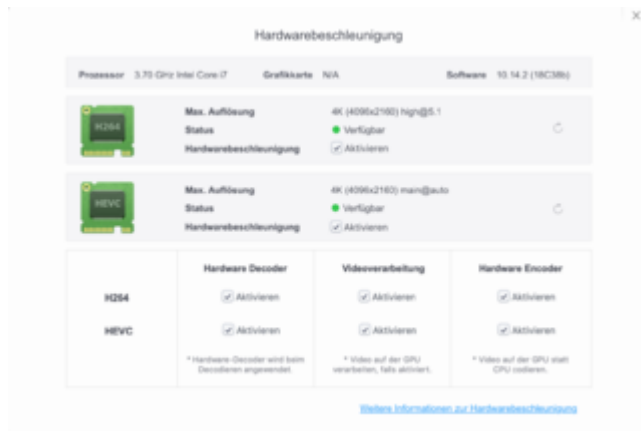 Hardwarebeschleunigung
Prozessor 3.70 GHz Intel Core i7 Grafikkarte N/A Software 10.14.2 (18C38b)
H264
Max. Auflösung 4K (4096x2160) high@5.1
Status Verfügbar
Hardwarebeschleunigung Aktivieren
HEVC
Max. Auflösung 4K (4096x2160) main@auto
Status Verfügbar
Hardwarebeschleunigung Aktivieren
Hardware Decoder Videoverarbeitung Hardware Encoder
H264 Aktivieren Aktivieren Aktivieren
HEVC Aktivieren Aktivieren Aktivieren
* Hardware-Decoder wird beim * Video auf der GPU * Video auf der GPU statt
Decodieren angewendet verarbeiten, falls aktiviert. CPU codieren.
Weitere Informationen zur Hardwarebeschleunigung